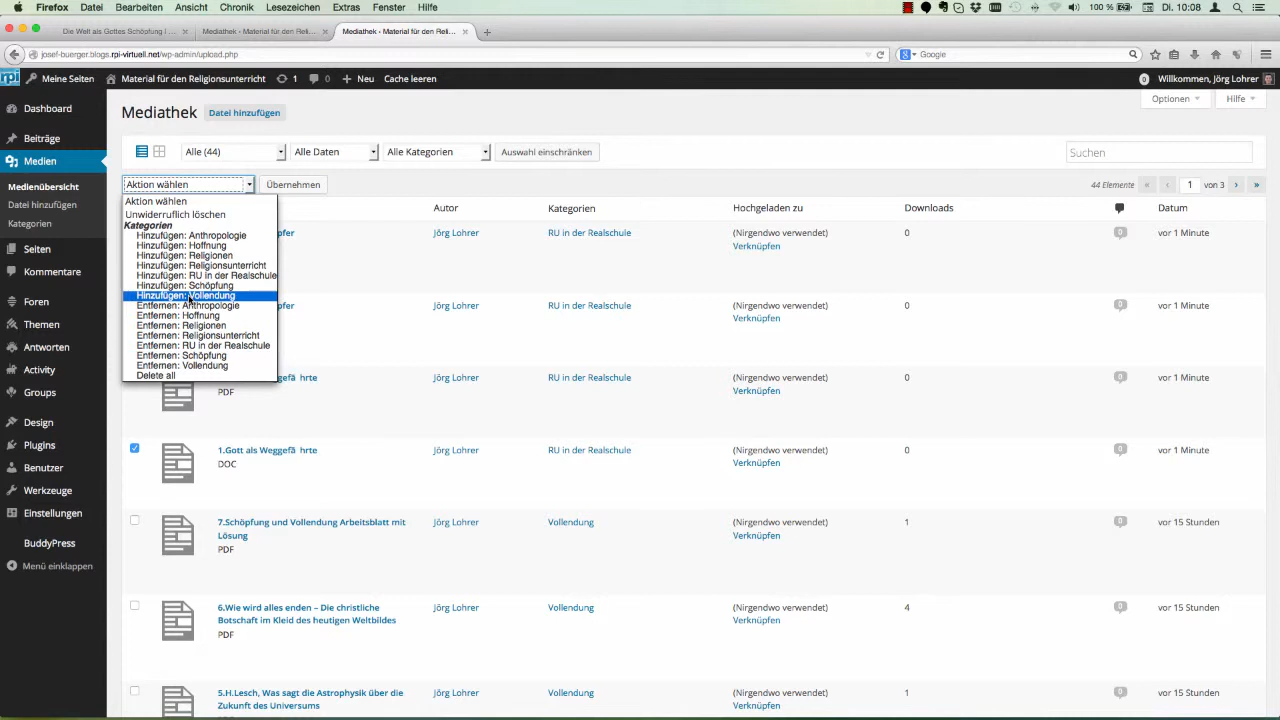 Firefox Datei Bearbeiten Ansicht Chronik Lesezeichen Extras Fenster Hilfe 100 % Di. 10:08
Die Welt als Gottes Schöpfung | ... Mediathek ‹ Material für den Reli... Mediathek ‹ Material für den Reli...
josef-buerger.blogs.rpi-virtuell.net/wp-admin/upload.php Google
rpi Meine Seiten Material für den Religionsunterricht 1 0 Neu Cache leeren 0 Willkommen, Jörg Lohrer
Optionen Hilfe
Mediathek Datei hinzufügen
Alle (44) Alle Daten Alle Kategorien Auswahl einschränken Suchen
Aktion wählen Übernehmen 44 Elemente « ‹ 1 von 3 › »
Dashboard
Beiträge
Medien
Medienübersicht
Datei hinzufügen
Kategorien
Seiten
Kommentare
Foren
Themen
Antworten
Activity
Groups
Design
Plugins
Benutzer
Werkzeuge
Einstellungen
BuddyPress
Menü einklappen
Aktion wählen
Unwiderruflich löschen
Kategorien
Hinzufügen: Anthropologie
Hinzufügen: Hoffnung
Hinzufügen: Religionen
Hinzufügen: Religionsunterricht
Hinzufügen: RU in der Realschule
Hinzufügen: Schöpfung
Hinzufügen: Vollendung
Entfernen: Anthropologie
Entfernen: Hoffnung
Entfernen: Religionen
Entfernen: Religionsunterricht
Entfernen: RU in der Realschule
Entfernen: Schöpfung
Entfernen: Vollendung
Delete all
Autor Kategorien Hochgeladen zu Downloads Datum
pfer Jörg Lohrer RU in der Realschule (Nirgendwo verwendet) 0 0 vor 1 Minute
Verknüpfen
pfer Jörg Lohrer RU in der Realschule (Nirgendwo verwendet) 0 0 vor 1 Minute
Verknüpfen
gefä hrte Jörg Lohrer RU in der Realschule (Nirgendwo verwendet) 0 0 vor 1 Minute
PDF Verknüpfen
1.Gott als Weggefä hrte Jörg Lohrer RU in der Realschule (Nirgendwo verwendet) 0 0 vor 1 Minute
DOC Verknüpfen
7.Schöpfung und Vollendung Arbeitsblatt mit Jörg Lohrer Vollendung (Nirgendwo verwendet) 1 0 vor 15 Stunden
Lösung Verknüpfen
PDF
6.Wie wird alles enden – Die christliche Jörg Lohrer Vollendung (Nirgendwo verwendet) 4 0 vor 15 Stunden
Botschaft im Kleid des heutigen Weltbildes Verknüpfen
PDF
5.H.Lesch, Was sagt die Astrophysik über die Jörg Lohrer Vollendung (Nirgendwo verwendet) 1 0 vor 15 Stunden
Zukunft des Universums Verknüpfen